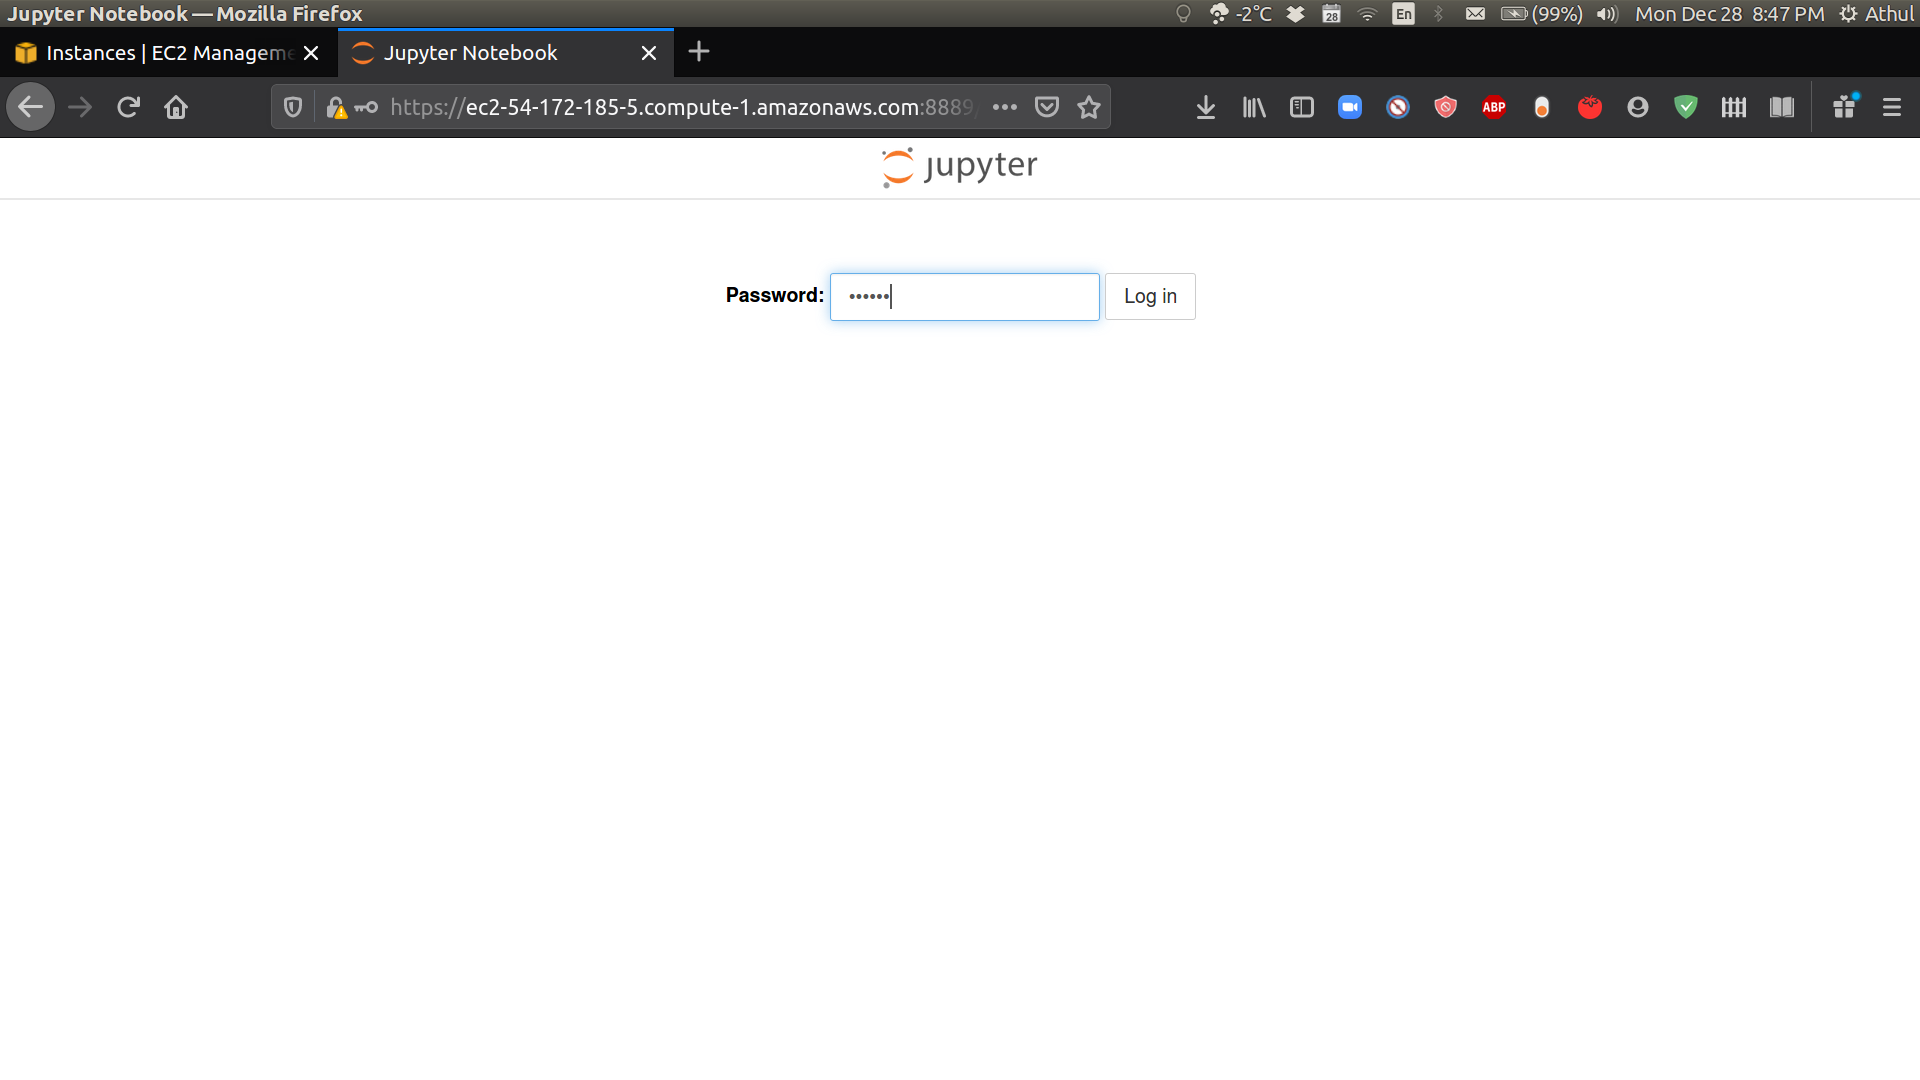 Jupyter Notebook — Mozilla Firefox
-2°C 28 En (99%) Mon Dec 28 8:47 PM Athul
Instances | EC2 Manageme
Jupyter Notebook
https://ec2-54-172-185-5.compute-1.amazonaws.com:8889/
ABP
jupyter
Password: •••••• Log in